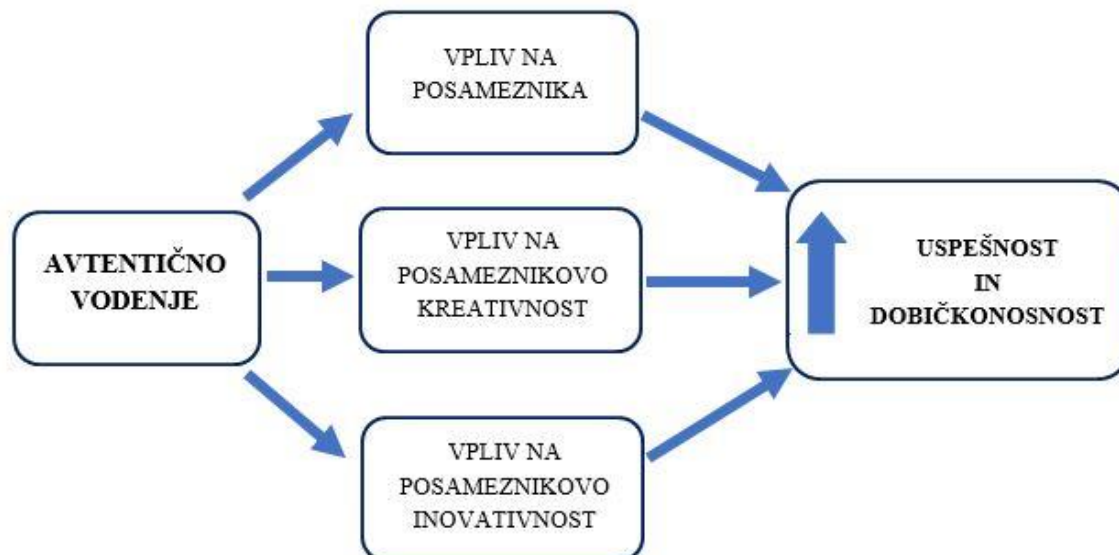 VPLIV NA
POSAMEZNIKA
AVTENTIČNO
VODENJE
VPLIV NA
POSAMEZNIKOVO
KREATIVNOST
USPEŠNOST
IN
DOBIČKONOSNOST
VPLIV NA
POSAMEZNIKOVO
INOVATIVNOST